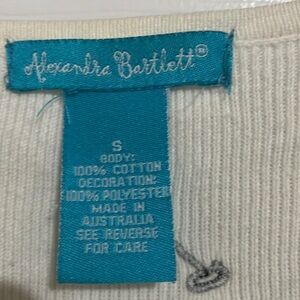 Alexandra Bartlett®
S
BODY:
100% COTTON
DECORATION:
100% POLYESTER
MADE IN
AUSTRALIA
SEE REVERSE
FOR CARE